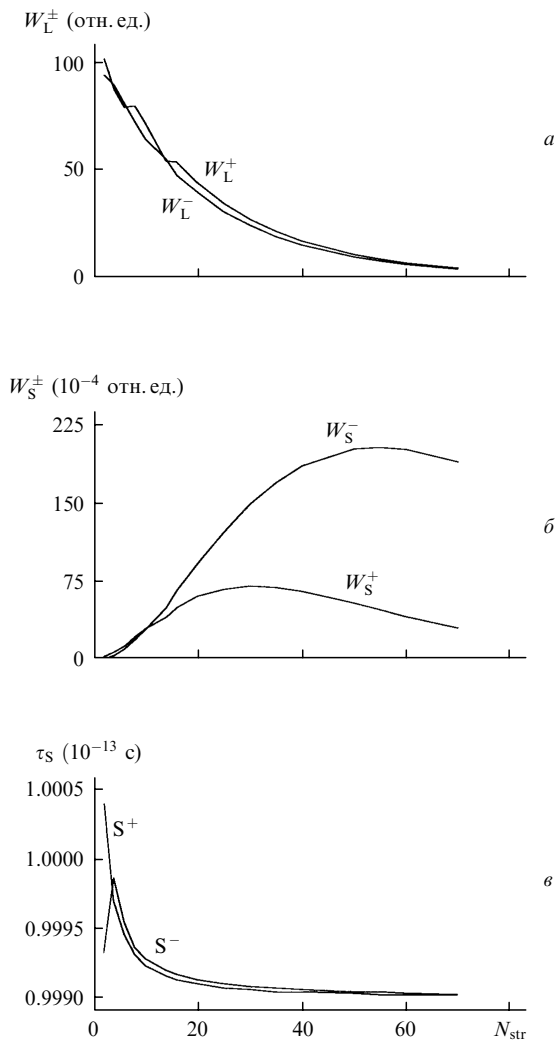 W_L^± (отн. ед.)
100
50
0
W_L^+
W_L^-
а
W_S^± (10^−4 отн. ед.)
225
150
75
0
W_S^-
W_S^+
б
τ_S (10^−13 с)
1.0005
1.0000
0.9995
0.9990
S^+
S^−
в
0 20 40 60 N_str